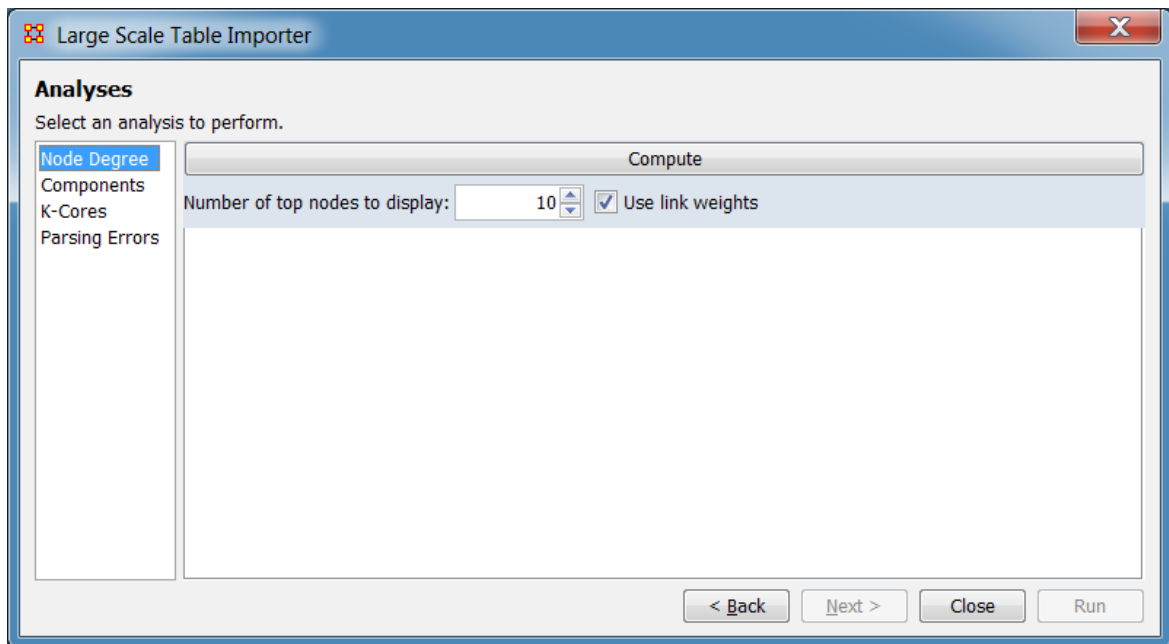 Large Scale Table Importer
X
Analyses
Select an analysis to perform.
Node Degree
Components
K-Cores
Parsing Errors
Compute
Number of top nodes to display: 10 Use link weights
< Back Next > Close Run